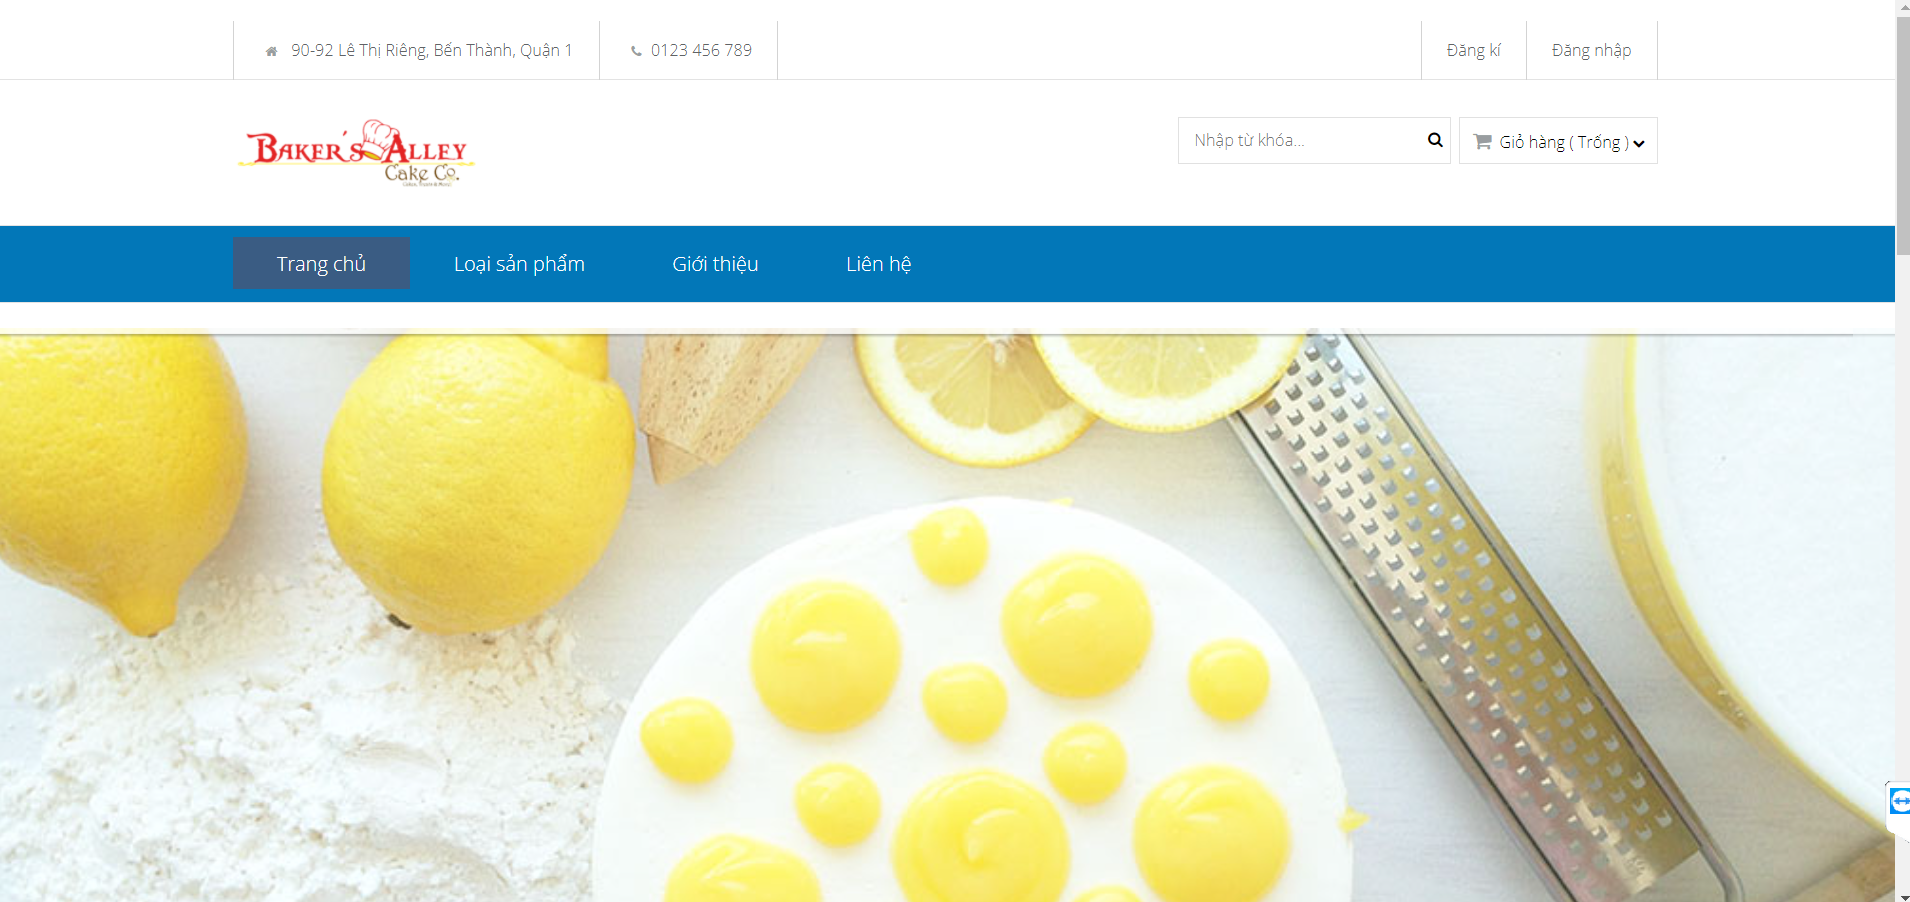 90-92 Lê Thị Riêng, Bến Thành, Quận 1
0123 456 789
Đăng kí
Đăng nhập
BAKER'S ALLEY
Cake Co.
Nhập từ khóa...
Giỏ hàng ( Trống )
Trang chủ
Loại sản phẩm
Giới thiệu
Liên hệ